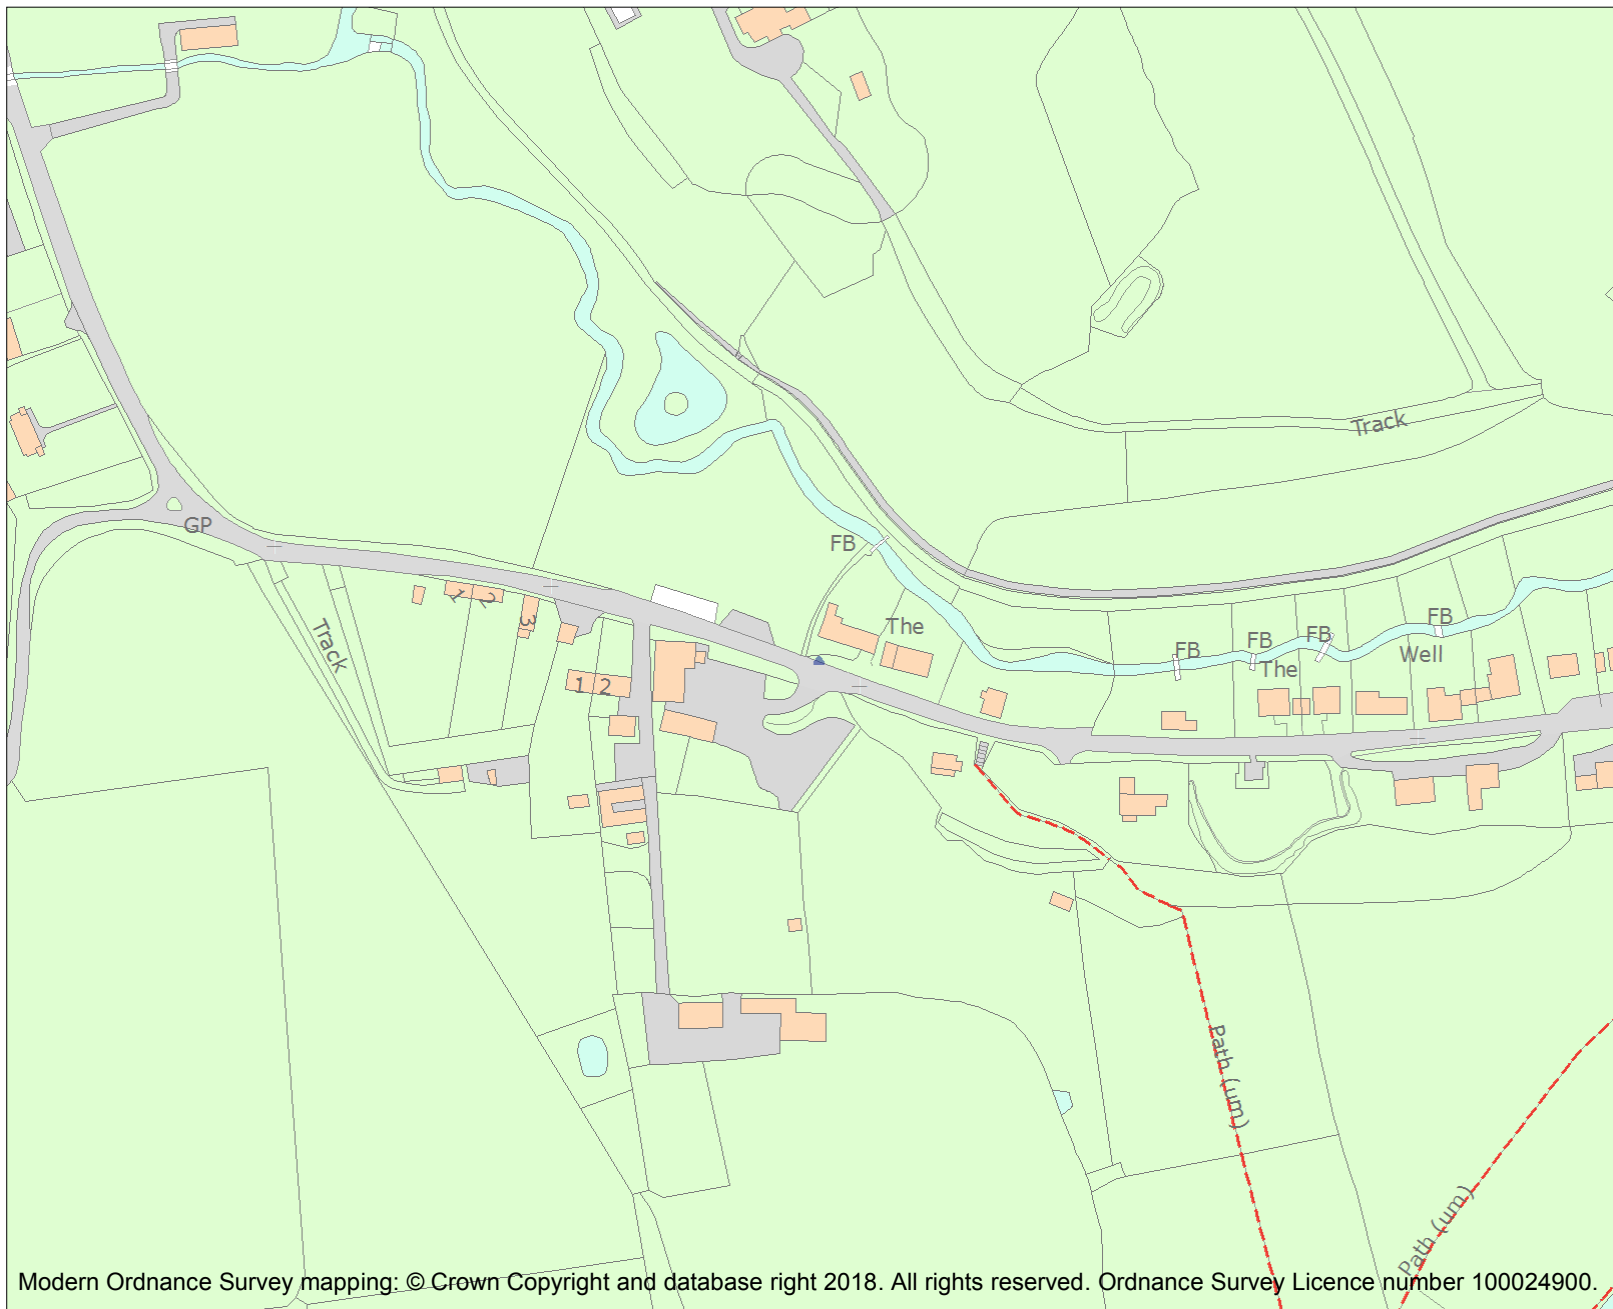 Track
GP
FB
1
2
3
The
FB
FB
FB
FB
The
Well
Track
1
2
Path (um)
Path (um)
Modern Ordnance Survey mapping: © Crown Copyright and database right 2018. All rights reserved. Ordnance Survey Licence number 100024900.